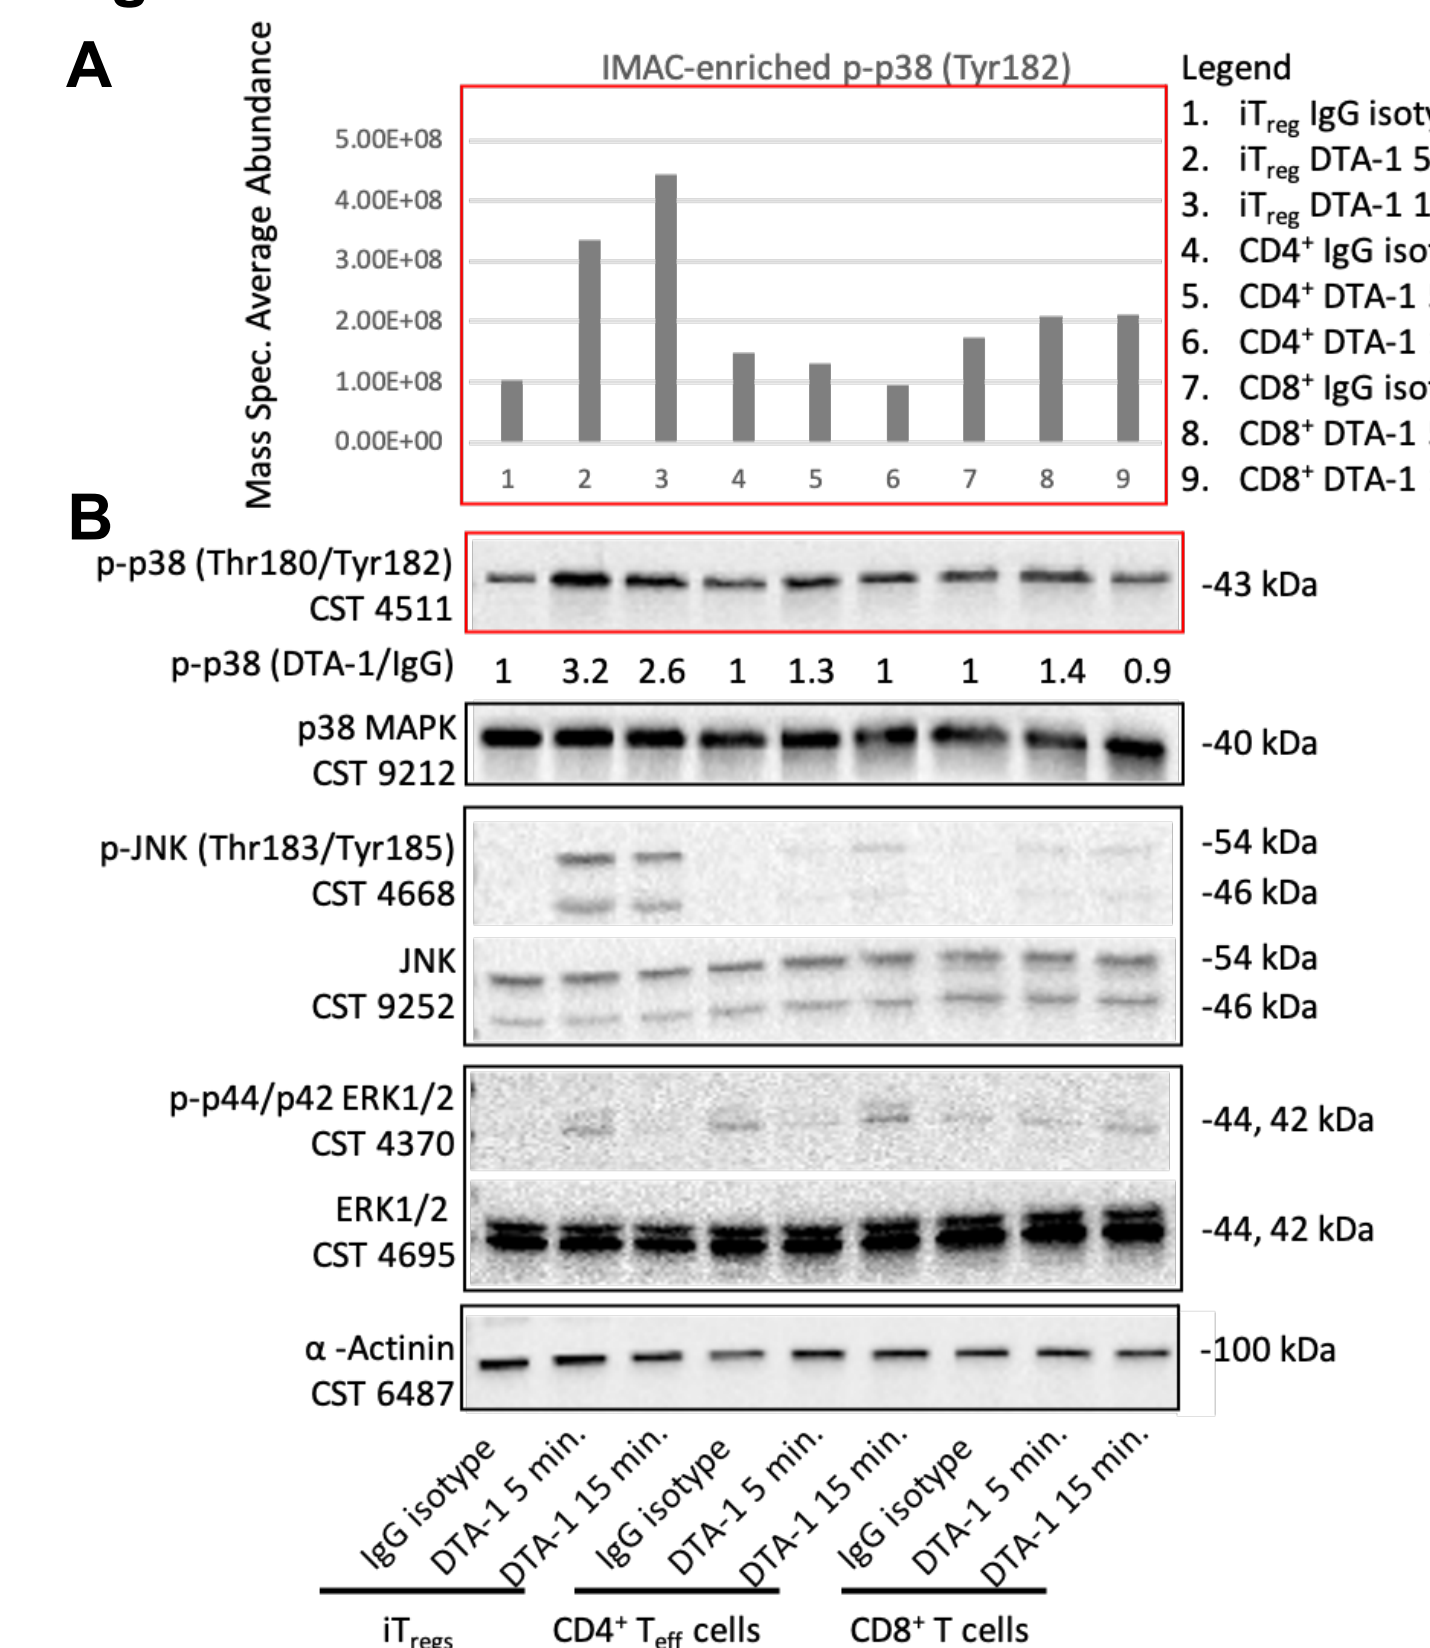 A
IMAC-enriched p-p38 (Tyr182)
Mass Spec. Average Abundance
5.00E+08
4.00E+08
3.00E+08
2.00E+08
1.00E+08
0.00E+00
1 2 3 4 5 6 7 8 9
Legend
1. iTreg IgG isoty
2. iTreg DTA-1 5
3. iTreg DTA-1 1
4. CD4+ IgG iso
5. CD4+ DTA-1
6. CD4+ DTA-1
7. CD8+ IgG iso
8. CD8+ DTA-1
9. CD8+ DTA-1
B
p-p38 (Thr180/Tyr182)
CST 4511
-43 kDa
p-p38 (DTA-1/IgG) 1 3.2 2.6 1 1.3 1 1 1.4 0.9
p38 MAPK
CST 9212
-40 kDa
p-JNK (Thr183/Tyr185)
CST 4668
-54 kDa
-46 kDa
JNK
CST 9252
-54 kDa
-46 kDa
p-p44/p42 ERK1/2
CST 4370
-44, 42 kDa
ERK1/2
CST 4695
-44, 42 kDa
α -Actinin
CST 6487
-100 kDa
IgG isotype
DTA-1 5 min.
DTA-1 15 min.
IgG isotype
DTA-1 5 min.
DTA-1 15 min.
IgG isotype
DTA-1 5 min.
DTA-1 15 min.
iTregs
CD4+ Teff cells
CD8+ T cells